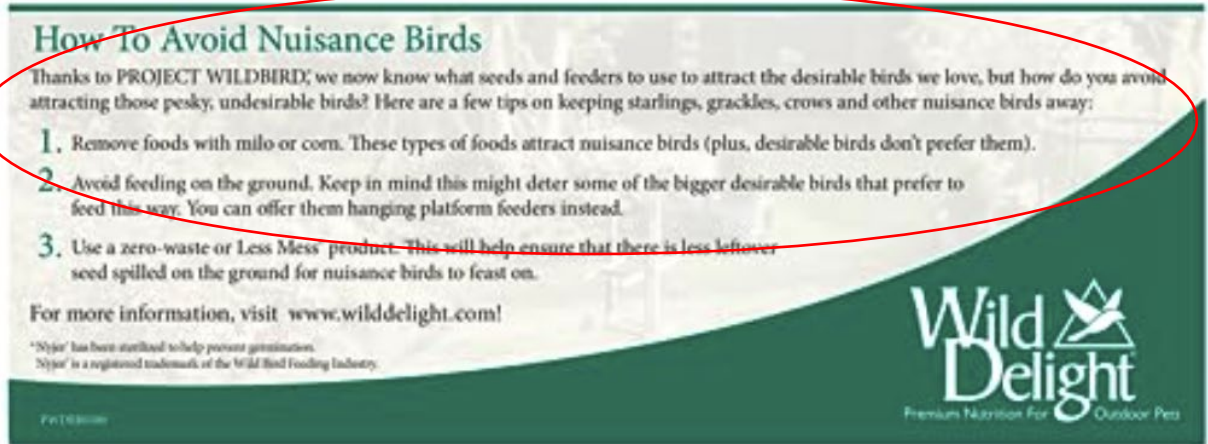 How To Avoid Nuisance Birds
Thanks to PROJECT WILDBIRD, we now know what seeds and feeders to use to attract the desirable birds we love, but how do you avoid
attracting those pesky, undesirable birds? Here are a few tips on keeping starlings, grackles, crows and other nuisance birds away:
1. Remove foods with milo or corn. These types of foods attract nuisance birds (plus, desirable birds don't prefer them).
2. Avoid feeding on the ground. Keep in mind this might deter some of the bigger desirable birds that prefer to
feed this way. You can offer them hanging platform feeders instead.
3. Use a zero-waste or Less Mess product. This will help ensure that there is less leftover
seed spilled on the ground for nuisance birds to feast on.
For more information, visit www.wilddelight.com!
*Nyjer® has been sterilized to help prevent germination.
Nyjer® is a registered trademark of the Wild Bird Feeding Industry.
Wild
Delight
Premium Nutrition For Outdoor Pets